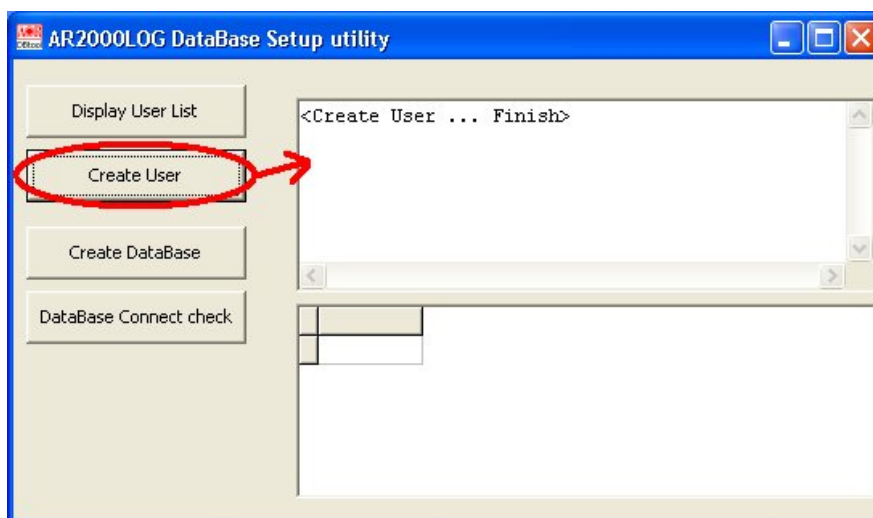 AR2000LOG DataBase Setup utility
Display User List
<Create User ... Finish>
Create User
Create DataBase
DataBase Connect check